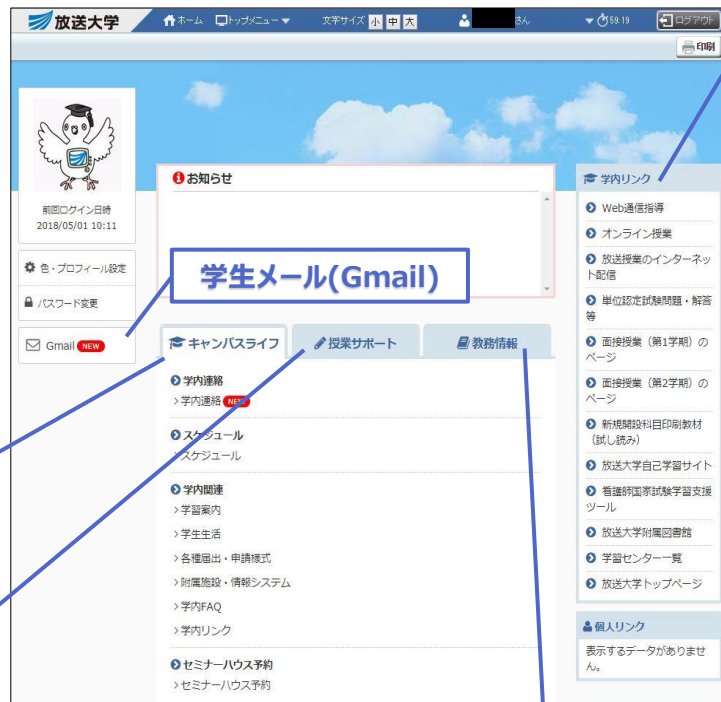 放送大学
ホーム トップメニュー 文字サイズ 小 中 大 さん 59:19 ログアウト
印刷
前回ログイン日時
2018/05/01 10:11
色・プロフィール設定
パスワード変更
Gmail NEW
お知らせ
学生メール(Gmail)
キャンパスライフ 授業サポート 教務情報
学内連絡
学内連絡 NEW
スケジュール
スケジュール
学内関連
学習案内
学生生活
各種届出・申請様式
附属施設・情報システム
学内FAQ
学内リンク
セミナーハウス予約
セミナーハウス予約
学内リンク
Web通信指導
オンライン授業
放送授業のインターネッ
ト配信
単位認定試験問題・解答
等
面接授業（第1学期）の
ページ
面接授業（第2学期）の
ページ
新規開設科目印刷教材
（試し読み）
放送大学自己学習サイト
看護師国家試験学習支援
ツール
放送大学附属図書館
学習センター一覧
放送大学トップページ
個人リンク
表示するデータがありませ
ん。